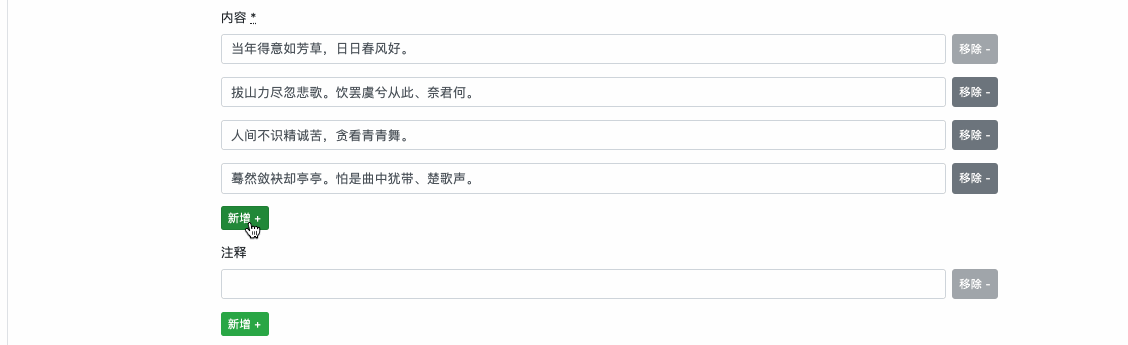 内容 *
当年得意如芳草，日日春风好。 移除 -
拔山力尽忽悲歌。饮罢虞兮从此、奈君何。 移除 -
人间不识精诚苦，贪看青青舞。 移除 -
蓦然敛袂却亭亭。怕是曲中犹带、楚歌声。 移除 -
新增 +
注释
移除 -
新增 +